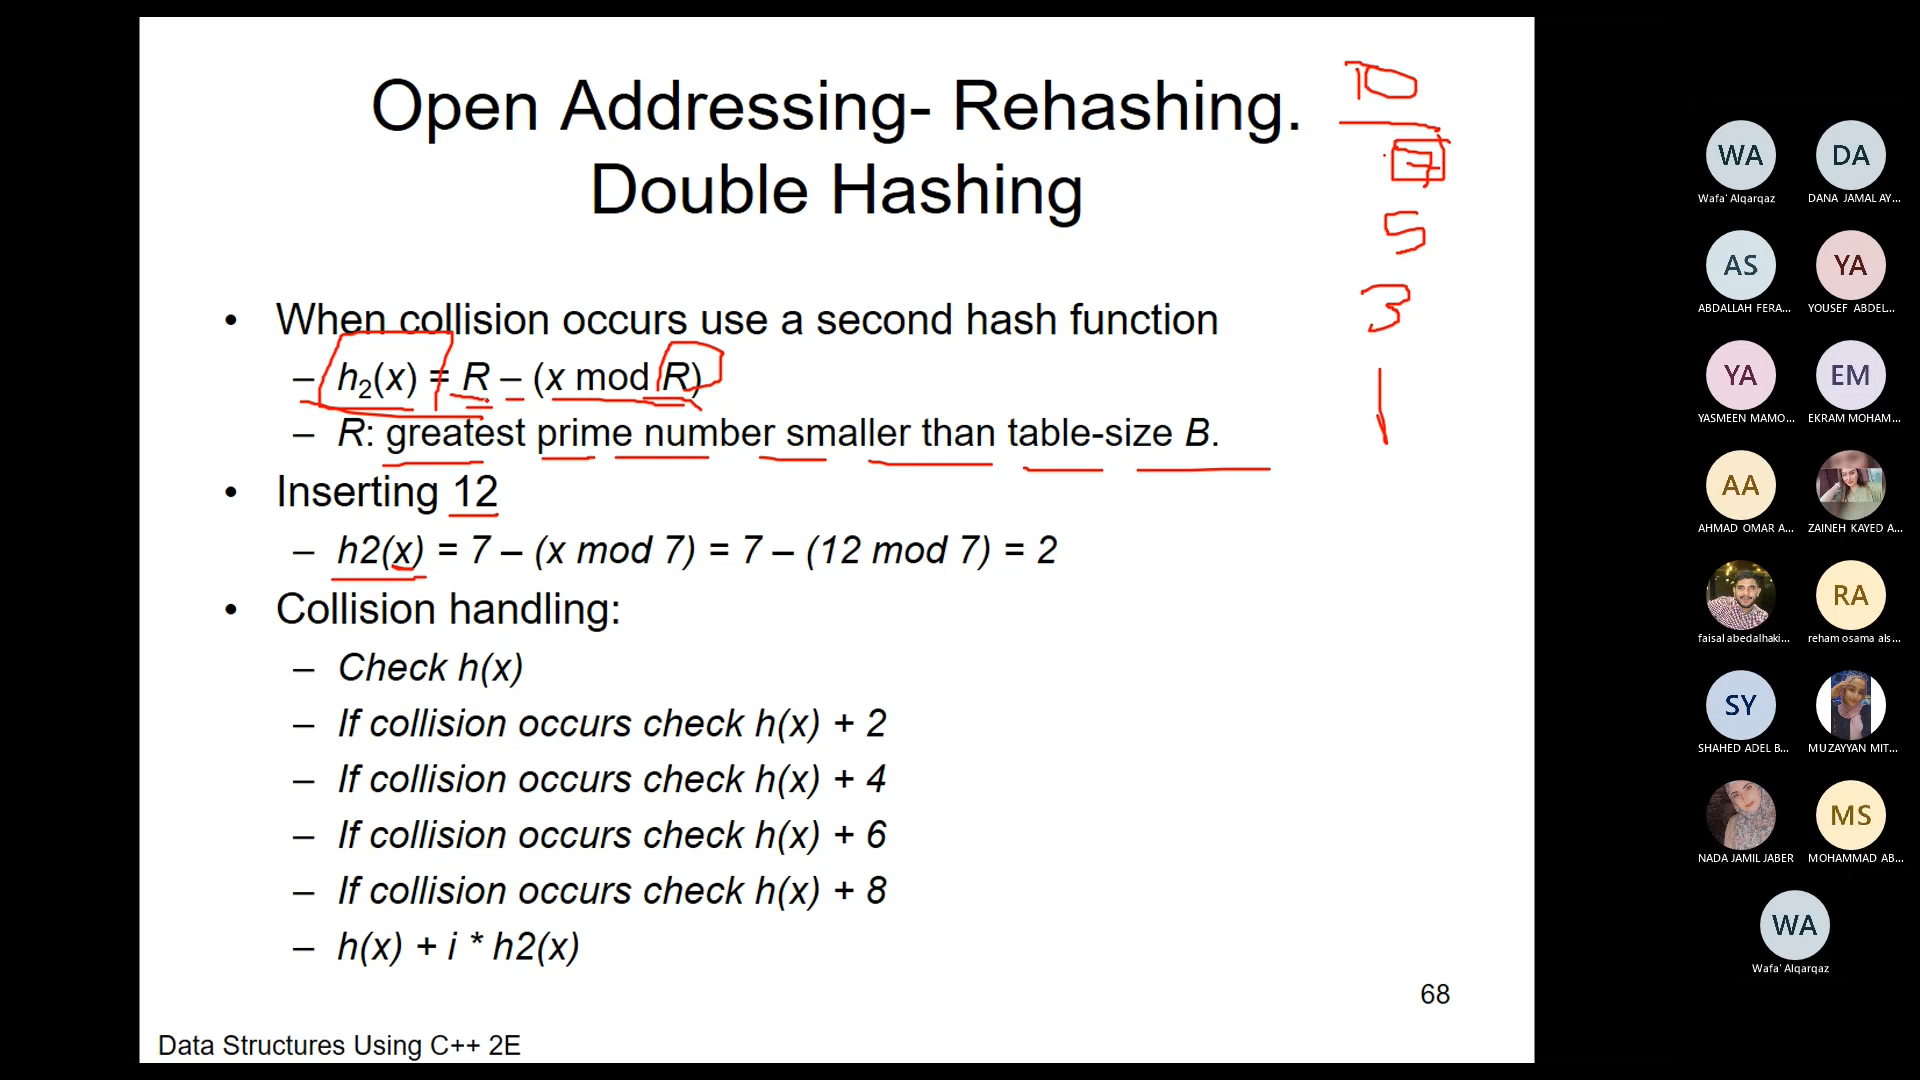 Open Addressing- Rehashing.
Double Hashing
10
7
5
3
1
• When collision occurs use a second hash function
– h₂(x) = R – (x mod R)
– R: greatest prime number smaller than table-size B.
• Inserting 12
– h2(x) = 7 – (x mod 7) = 7 – (12 mod 7) = 2
• Collision handling:
– Check h(x)
– If collision occurs check h(x) + 2
– If collision occurs check h(x) + 4
– If collision occurs check h(x) + 6
– If collision occurs check h(x) + 8
– h(x) + i * h2(x)
68
Data Structures Using C++ 2E
WA
DA
Wafa' Alqarqaz
DANA JAMAL AY...
AS
YA
ABDALLAH FERA...
YOUSEF ABDEL...
YA
EM
YASMEEN MAMO...
EKRAM MOHAM...
AA
AHMAD OMAR A...
ZAINEH KAYED A...
RA
faisal abedalhaki...
reham osama als...
SY
SHAHED ADEL B...
MUZAYYAN MIT...
MS
NADA JAMIL JABER
MOHAMMAD AB...
WA
Wafa' Alqarqaz